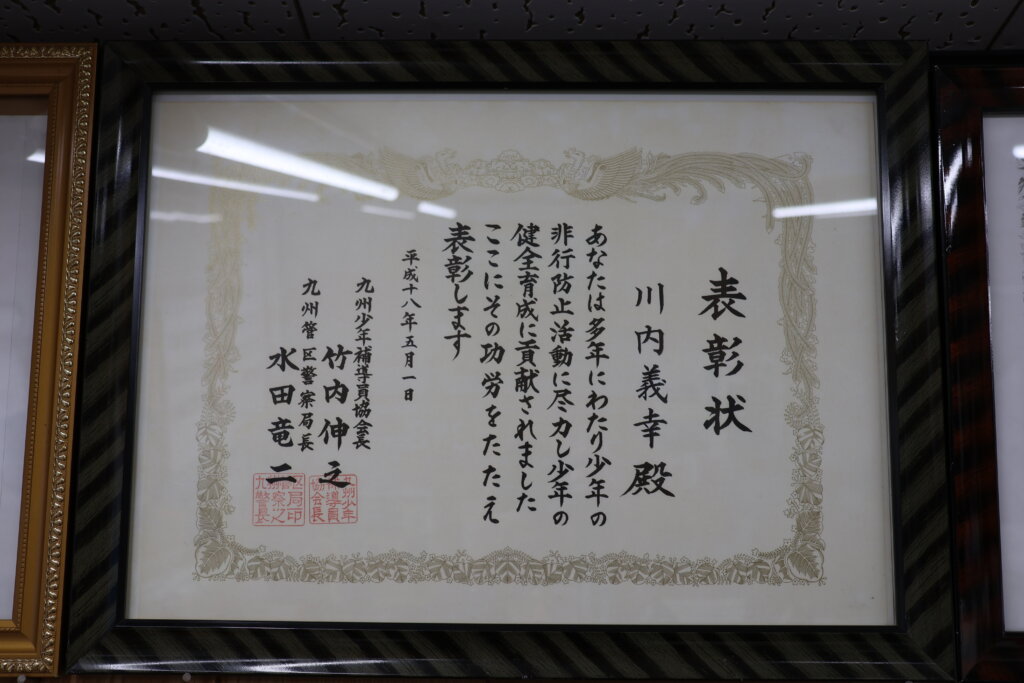 表彰状
川内義幸殿
あなたは多年にわたり少年の
非行防止活動に尽力し少年の
健全育成に貢献されました
ここにその功労をたたえ
表彰します
平成十八年五月一日
九州少年補導員協会長
竹内伸之
九州管区警察局長
水田竜二